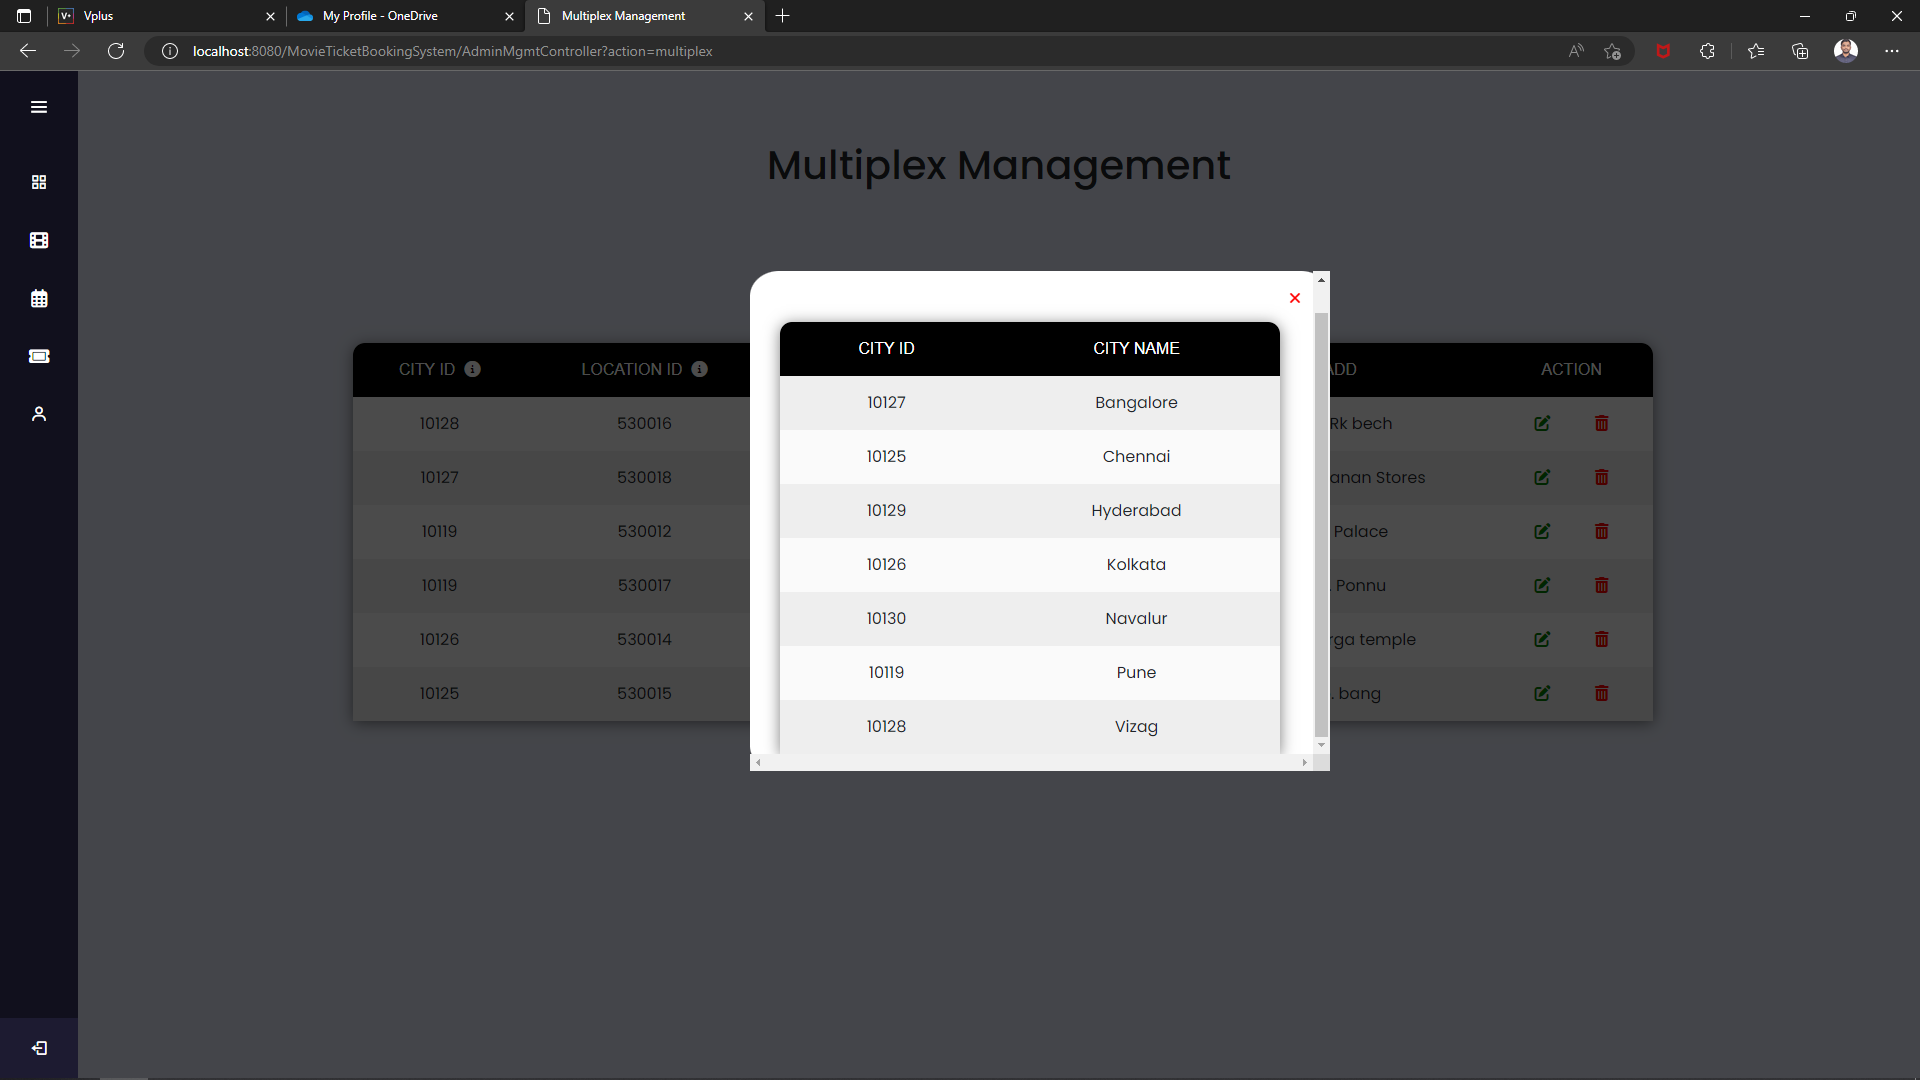 Vplus
My Profile - OneDrive
Multiplex Management
localhost:8080/MovieTicketBookingSystem/AdminMgmtController?action=multiplex
Multiplex Management
CITY ID
LOCATION ID
ADD
ACTION
10128 530016 Rk bech
10127 530018 anan Stores
10119 530012 Palace
10119 530017 . Ponnu
10126 530014 rga temple
10125 530015 . bang
CITY ID CITY NAME
10127 Bangalore
10125 Chennai
10129 Hyderabad
10126 Kolkata
10130 Navalur
10119 Pune
10128 Vizag